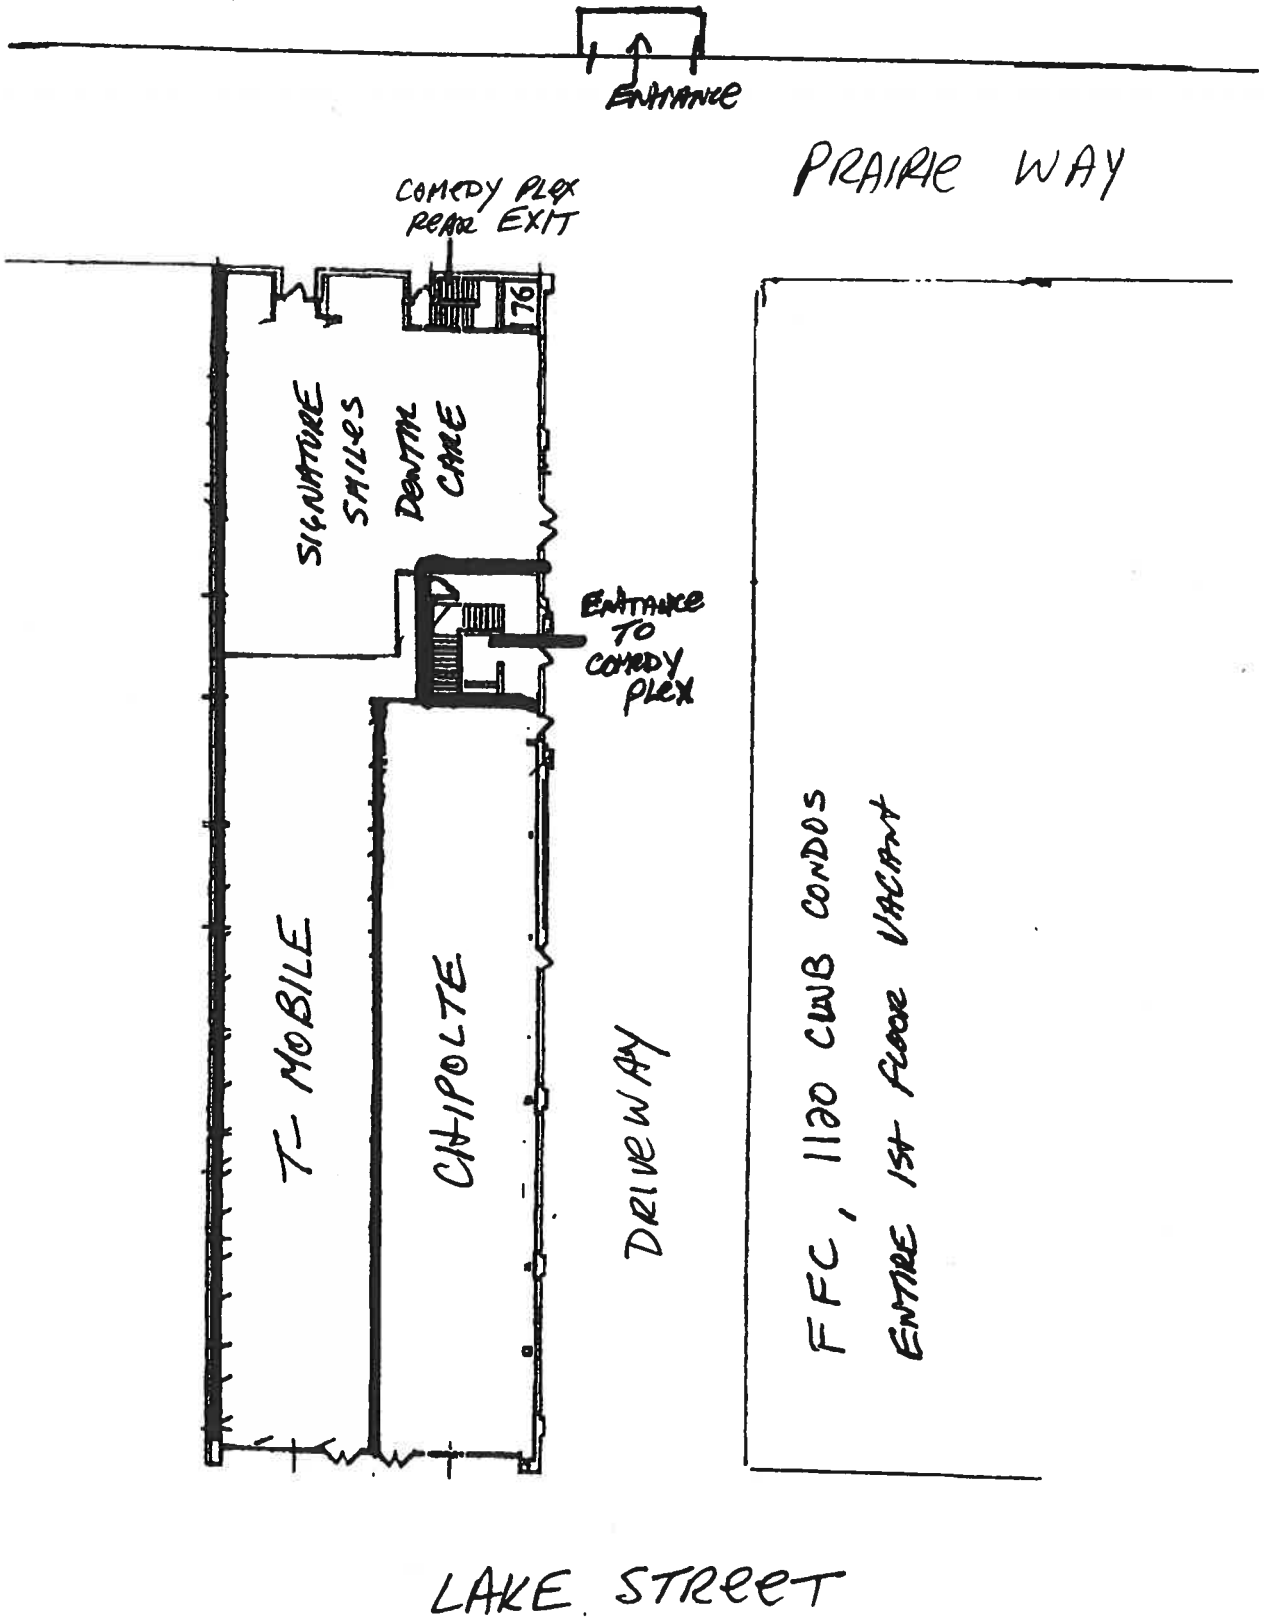 ENTRANCE
PRAIRIE WAY
COMEDY PLEX
REAR EXIT
76
SIGNATURE
SMILES
DENTAL
CARE
ENTRANCE
TO
COMEDY
PLEX
T-MOBILE
CHIPOLTE
DRIVEWAY
FFC, 1120 CLUB CONDOS
ENTIRE 1ST FLOOR VACANT
LAKE STREET